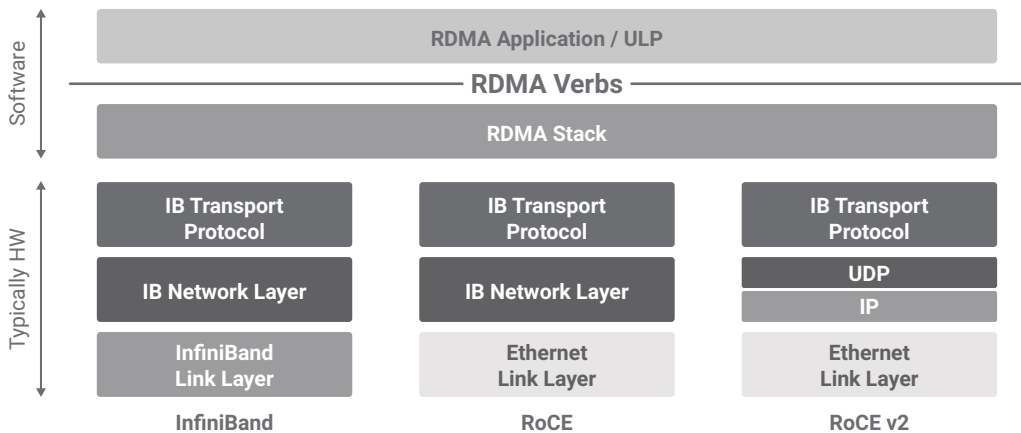 Software
RDMA Application / ULP
RDMA Verbs
RDMA Stack
Typically HW
IB Transport
Protocol
IB Network Layer
InfiniBand
Link Layer
InfiniBand
IB Transport
Protocol
IB Network Layer
Ethernet
Link Layer
RoCE
IB Transport
Protocol
UDP
IP
Ethernet
Link Layer
RoCE v2